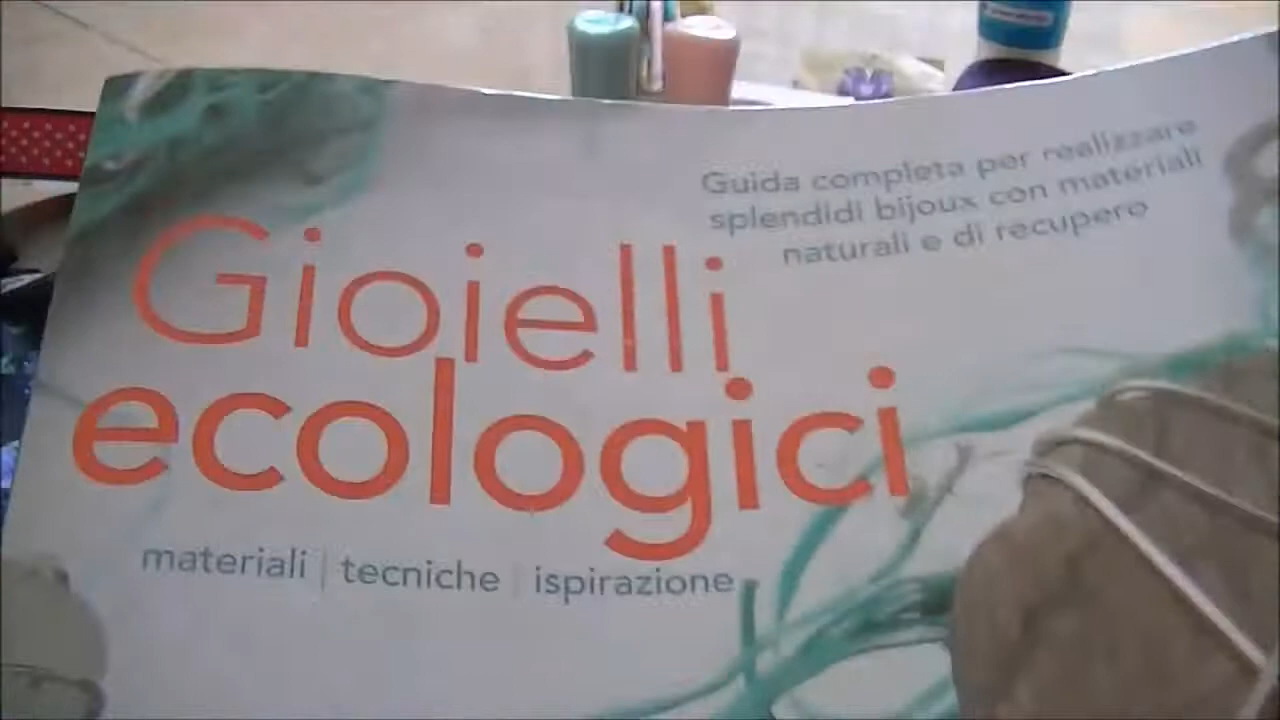 Guida completa per realizzare
splendidi bijoux con materiali
naturali e di recupero
Gioielli
ecologici
materiali | tecniche | ispirazione